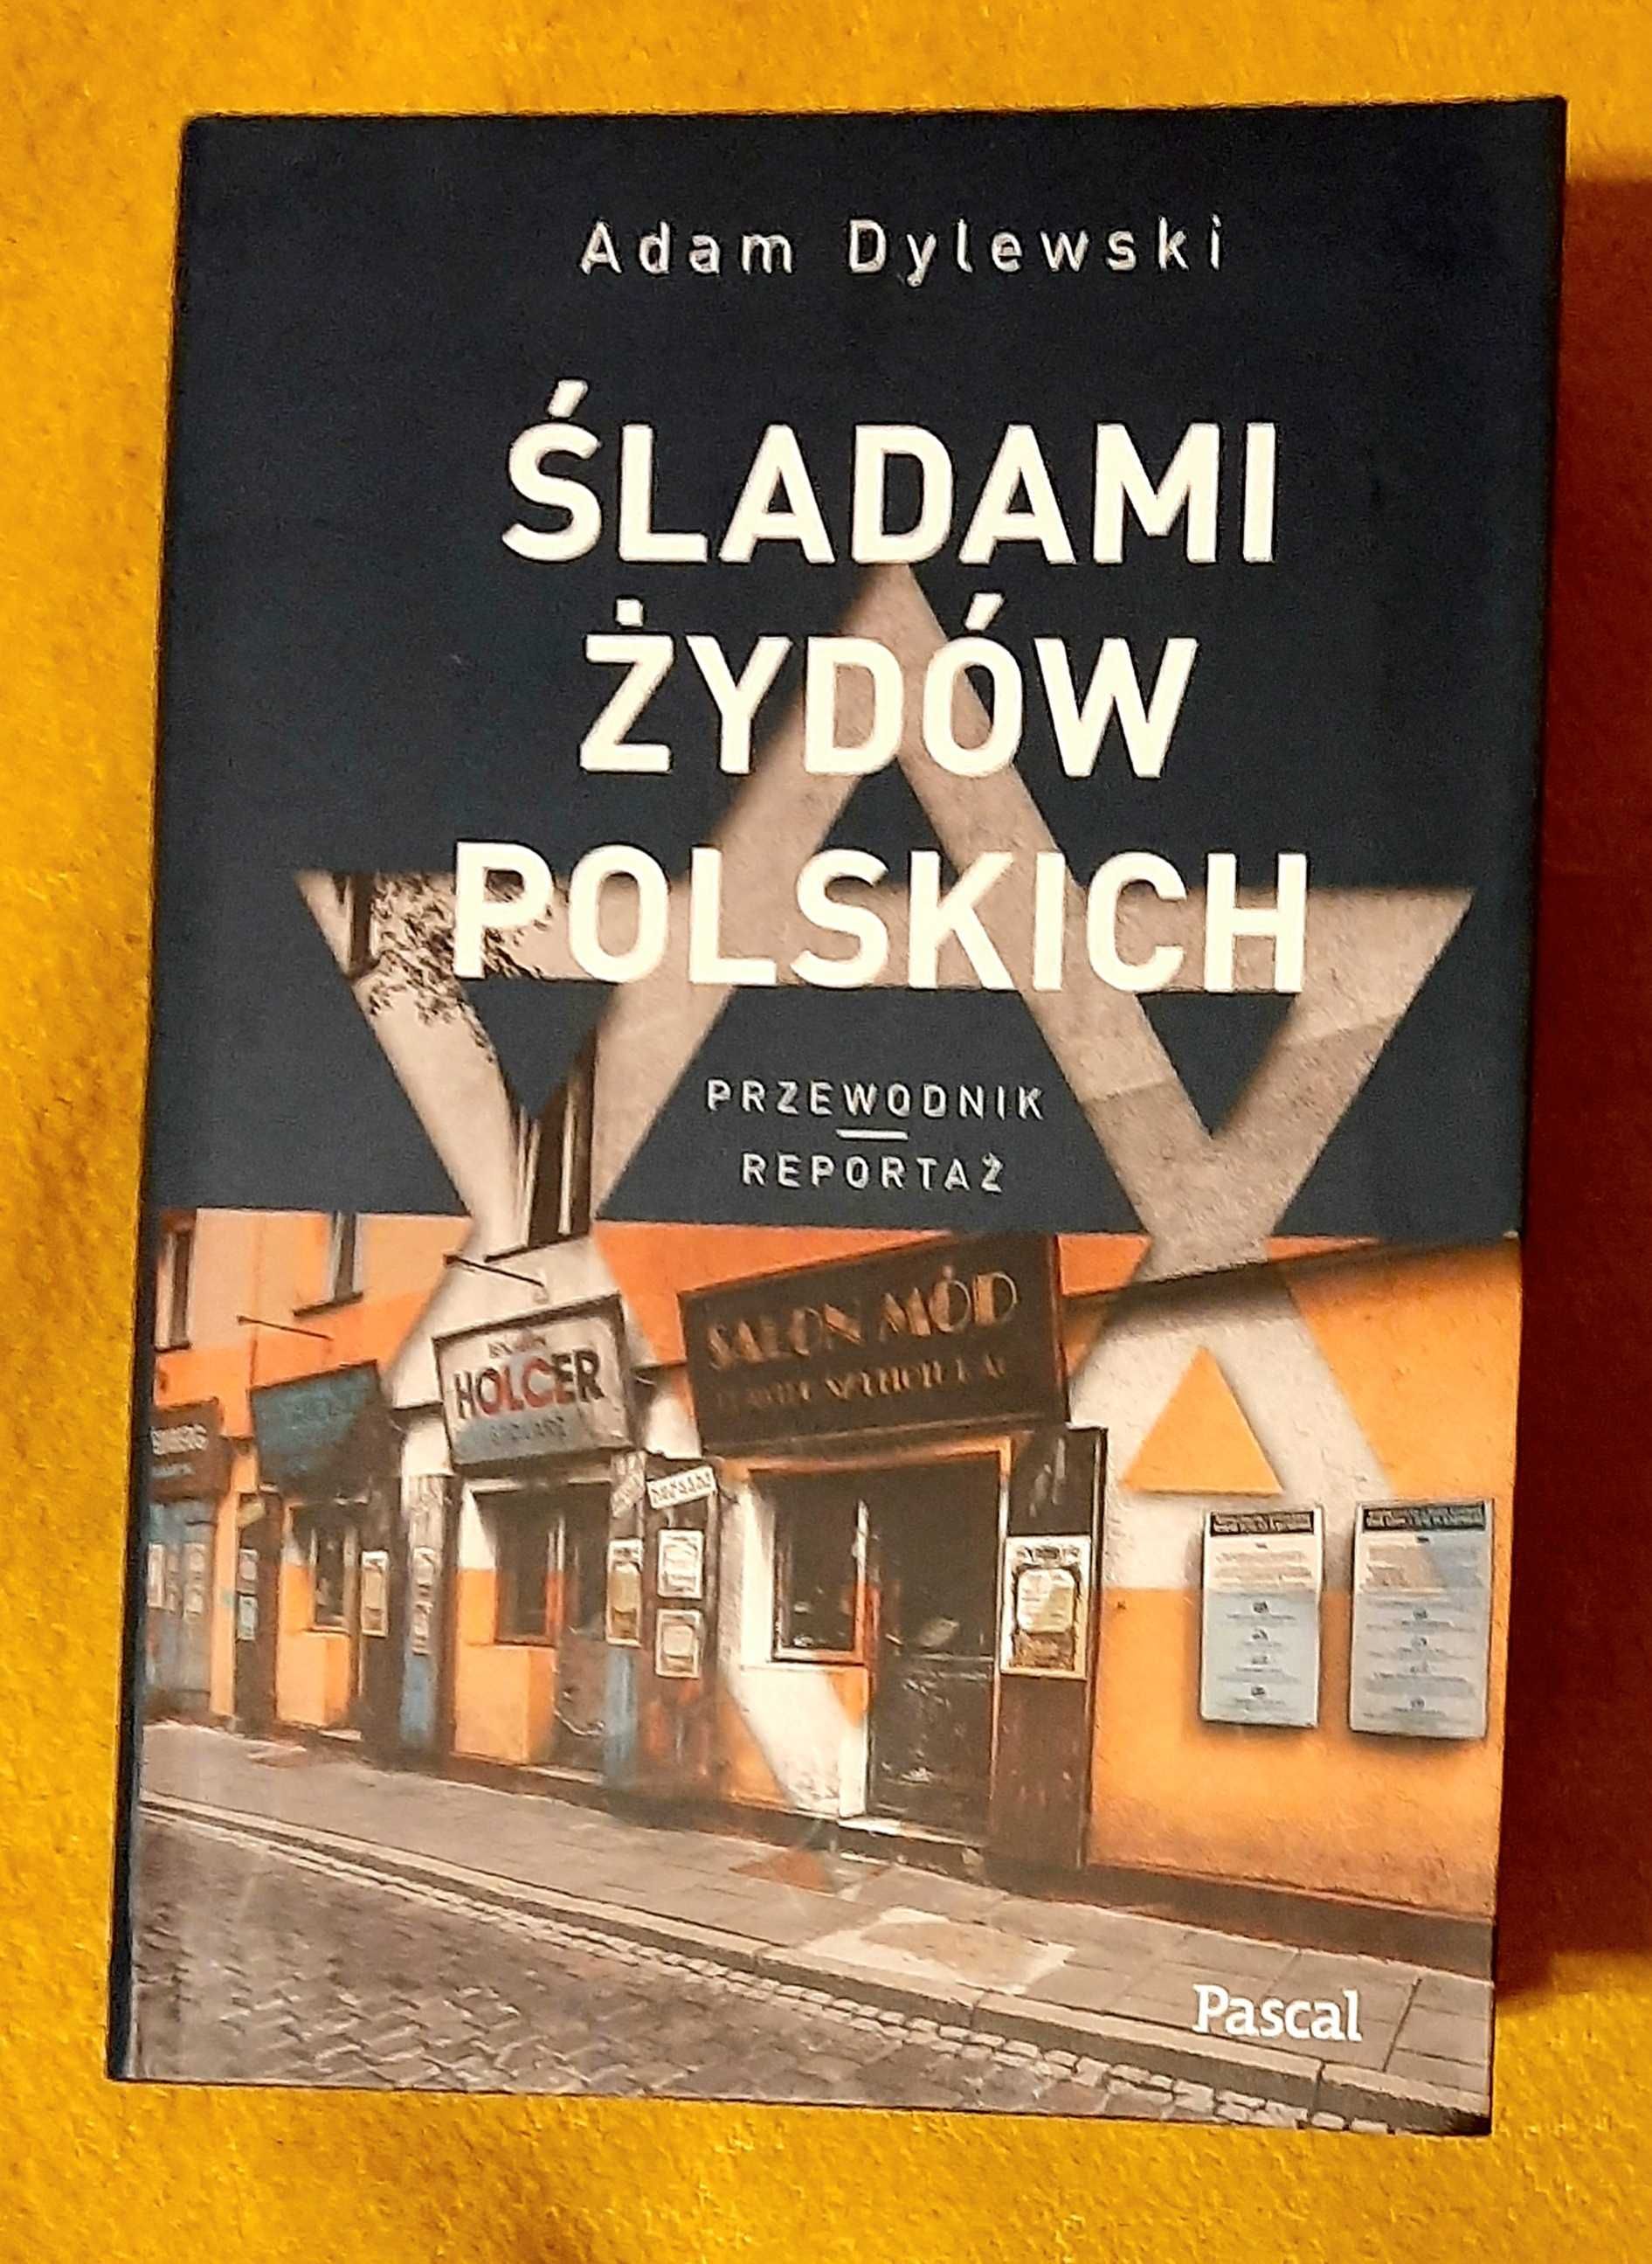 Adam Dylewski
ŚLADAMI
ŻYDÓW
POLSKICH
PRZEWODNIK
REPORTAŻ
HOLCER
SALON MÓD
Pascal